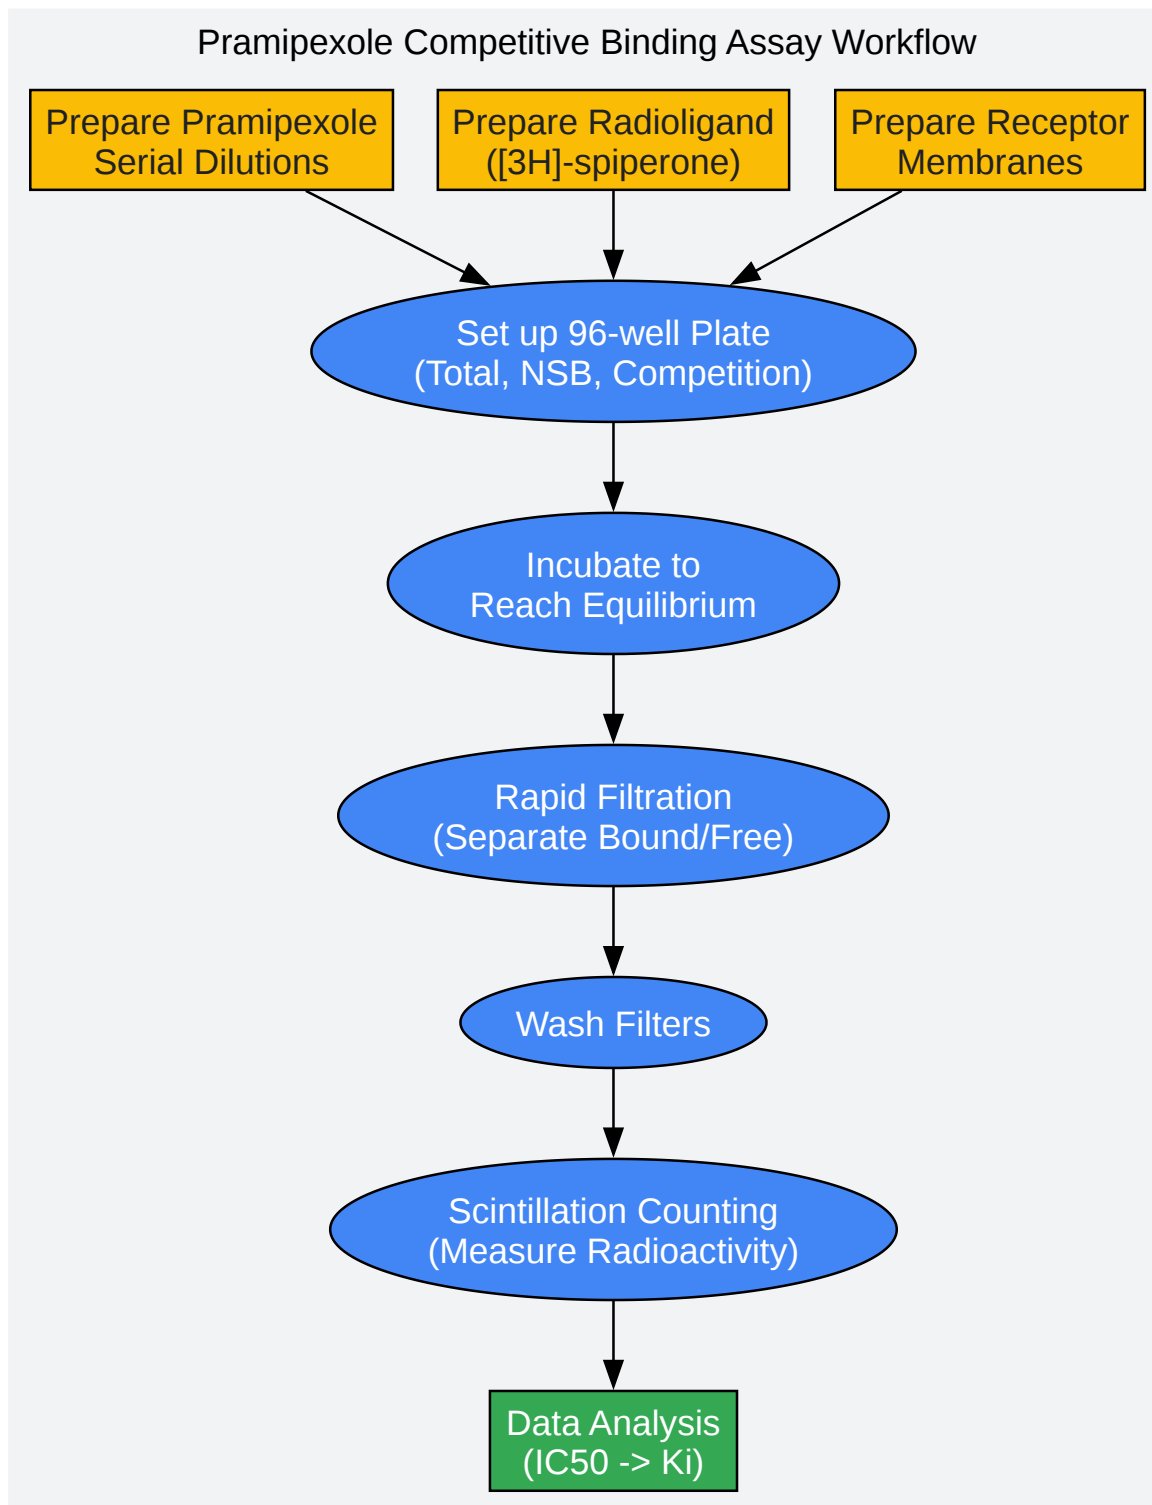 Pramipexole Competitive Binding Assay Workflow
Prepare Pramipexole
Serial Dilutions
Prepare Radioligand
([3H]-spiperone)
Prepare Receptor
Membranes
Set up 96-well Plate
(Total, NSB, Competition)
Incubate to
Reach Equilibrium
Rapid Filtration
(Separate Bound/Free)
Wash Filters
Scintillation Counting
(Measure Radioactivity)
Data Analysis
(IC50 -> Ki)